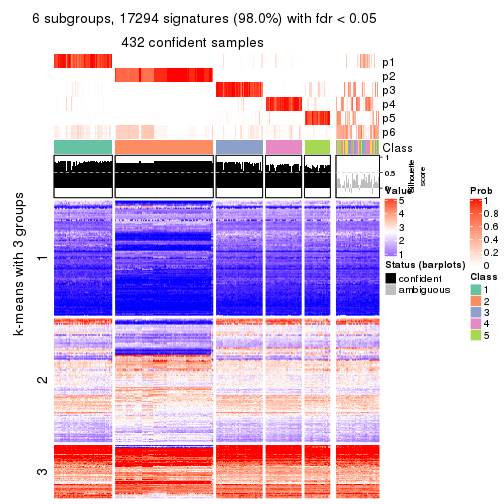 6 subgroups, 17294 signatures (98.0%) with fdr < 0.05
432 confident samples
p1
p2
p3
p4
p5
p6
Class
1
0.5
0
Silhouette
score
k-means with 3 groups
1
2
3
Value
5
4
3
2
1
Status (barplots)
confident
ambiguous
Prob
1
0.8
0.6
0.4
0.2
0
Class
1
2
3
4
5